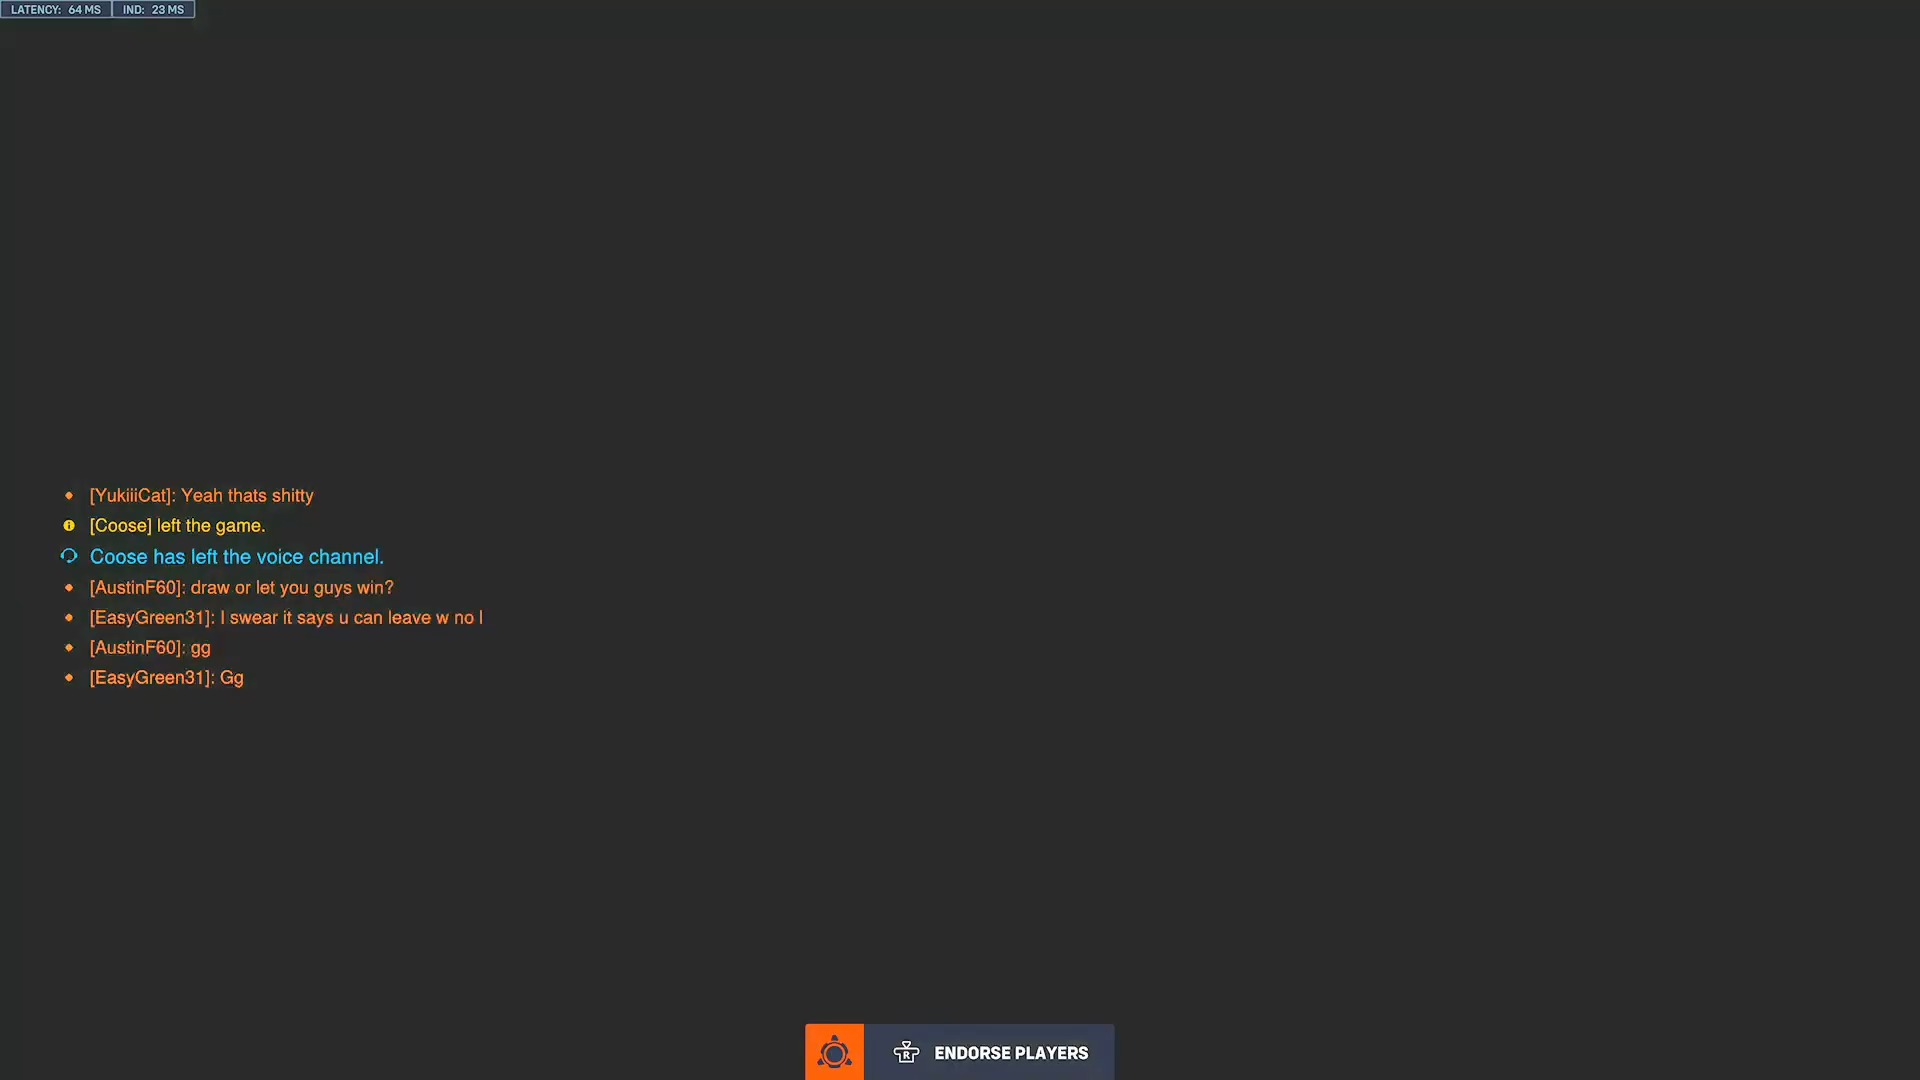 LATENCY: 64 MS IND: 23 MS
[YukiiiCat]: Yeah thats shitty
[Coose] left the game.
Coose has left the voice channel.
[AustinF60]: draw or let you guys win?
[EasyGreen31]: I swear it says u can leave w no l
[AustinF60]: gg
[EasyGreen31]: Gg
R ENDORSE PLAYERS